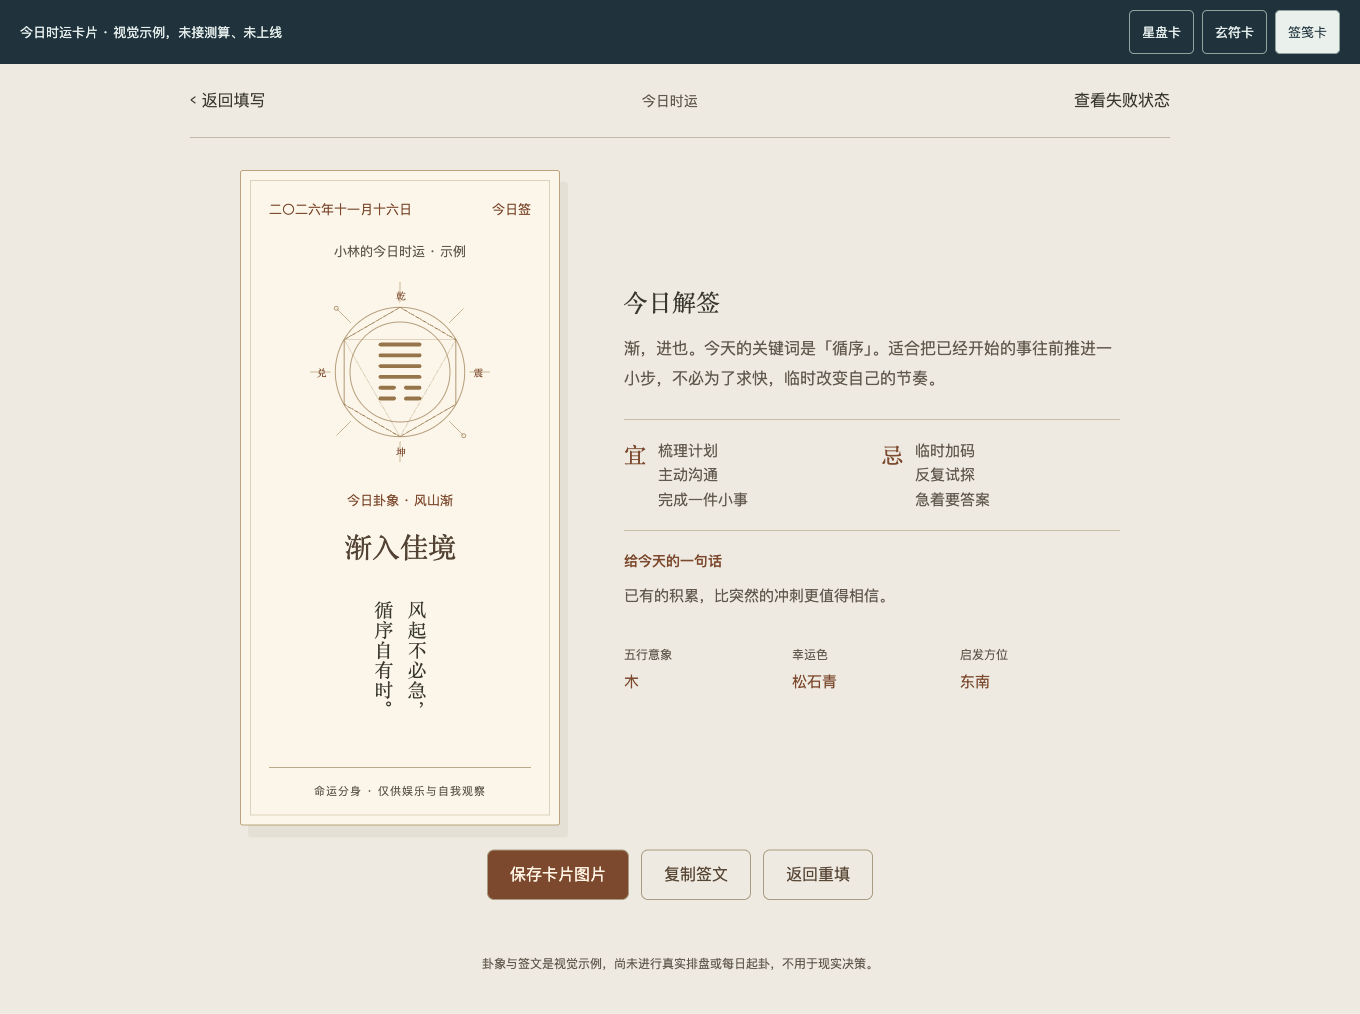 今日时运卡片 · 视觉示例，未接测算、未上线
星盘卡
玄符卡
签笺卡
‹ 返回填写
今日时运
查看失败状态
二〇二六年十一月十六日
今日签
小林的今日时运 · 示例
乾
兑
震
坤
今日卦象 · 风山渐
渐入佳境
风起不必急，
循序自有时。
命运分身 · 仅供娱乐与自我观察
今日解签
渐，进也。今天的关键词是「循序」。适合把已经开始的事往前推进一
小步，不必为了求快，临时改变自己的节奏。
宜
梳理计划
主动沟通
完成一件小事
忌
临时加码
反复试探
急着要答案
给今天的一句话
已有的积累，比突然的冲刺更值得相信。
五行意象
木
幸运色
松石青
启发方位
东南
保存卡片图片
复制签文
返回重填
卦象与签文是视觉示例，尚未进行真实排盘或每日起卦，不用于现实决策。